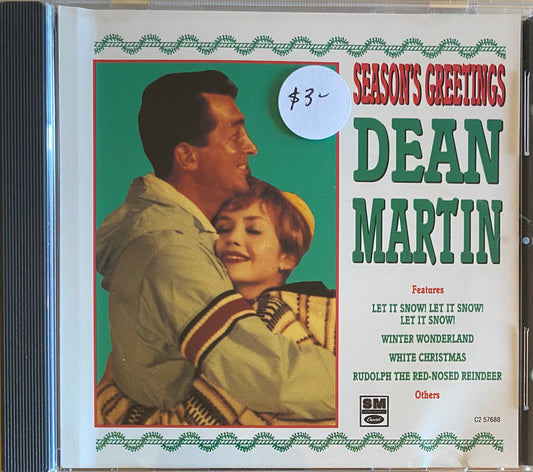 SEASON'S GREETINGS
$3-
DEAN
MARTIN
Features
LET IT SNOW! LET IT SNOW!
LET IT SNOW!
WINTER WONDERLAND
WHITE CHRISTMAS
RUDOLPH THE RED-NOSED REINDEER
Others
SM
Capitol
C2 57688